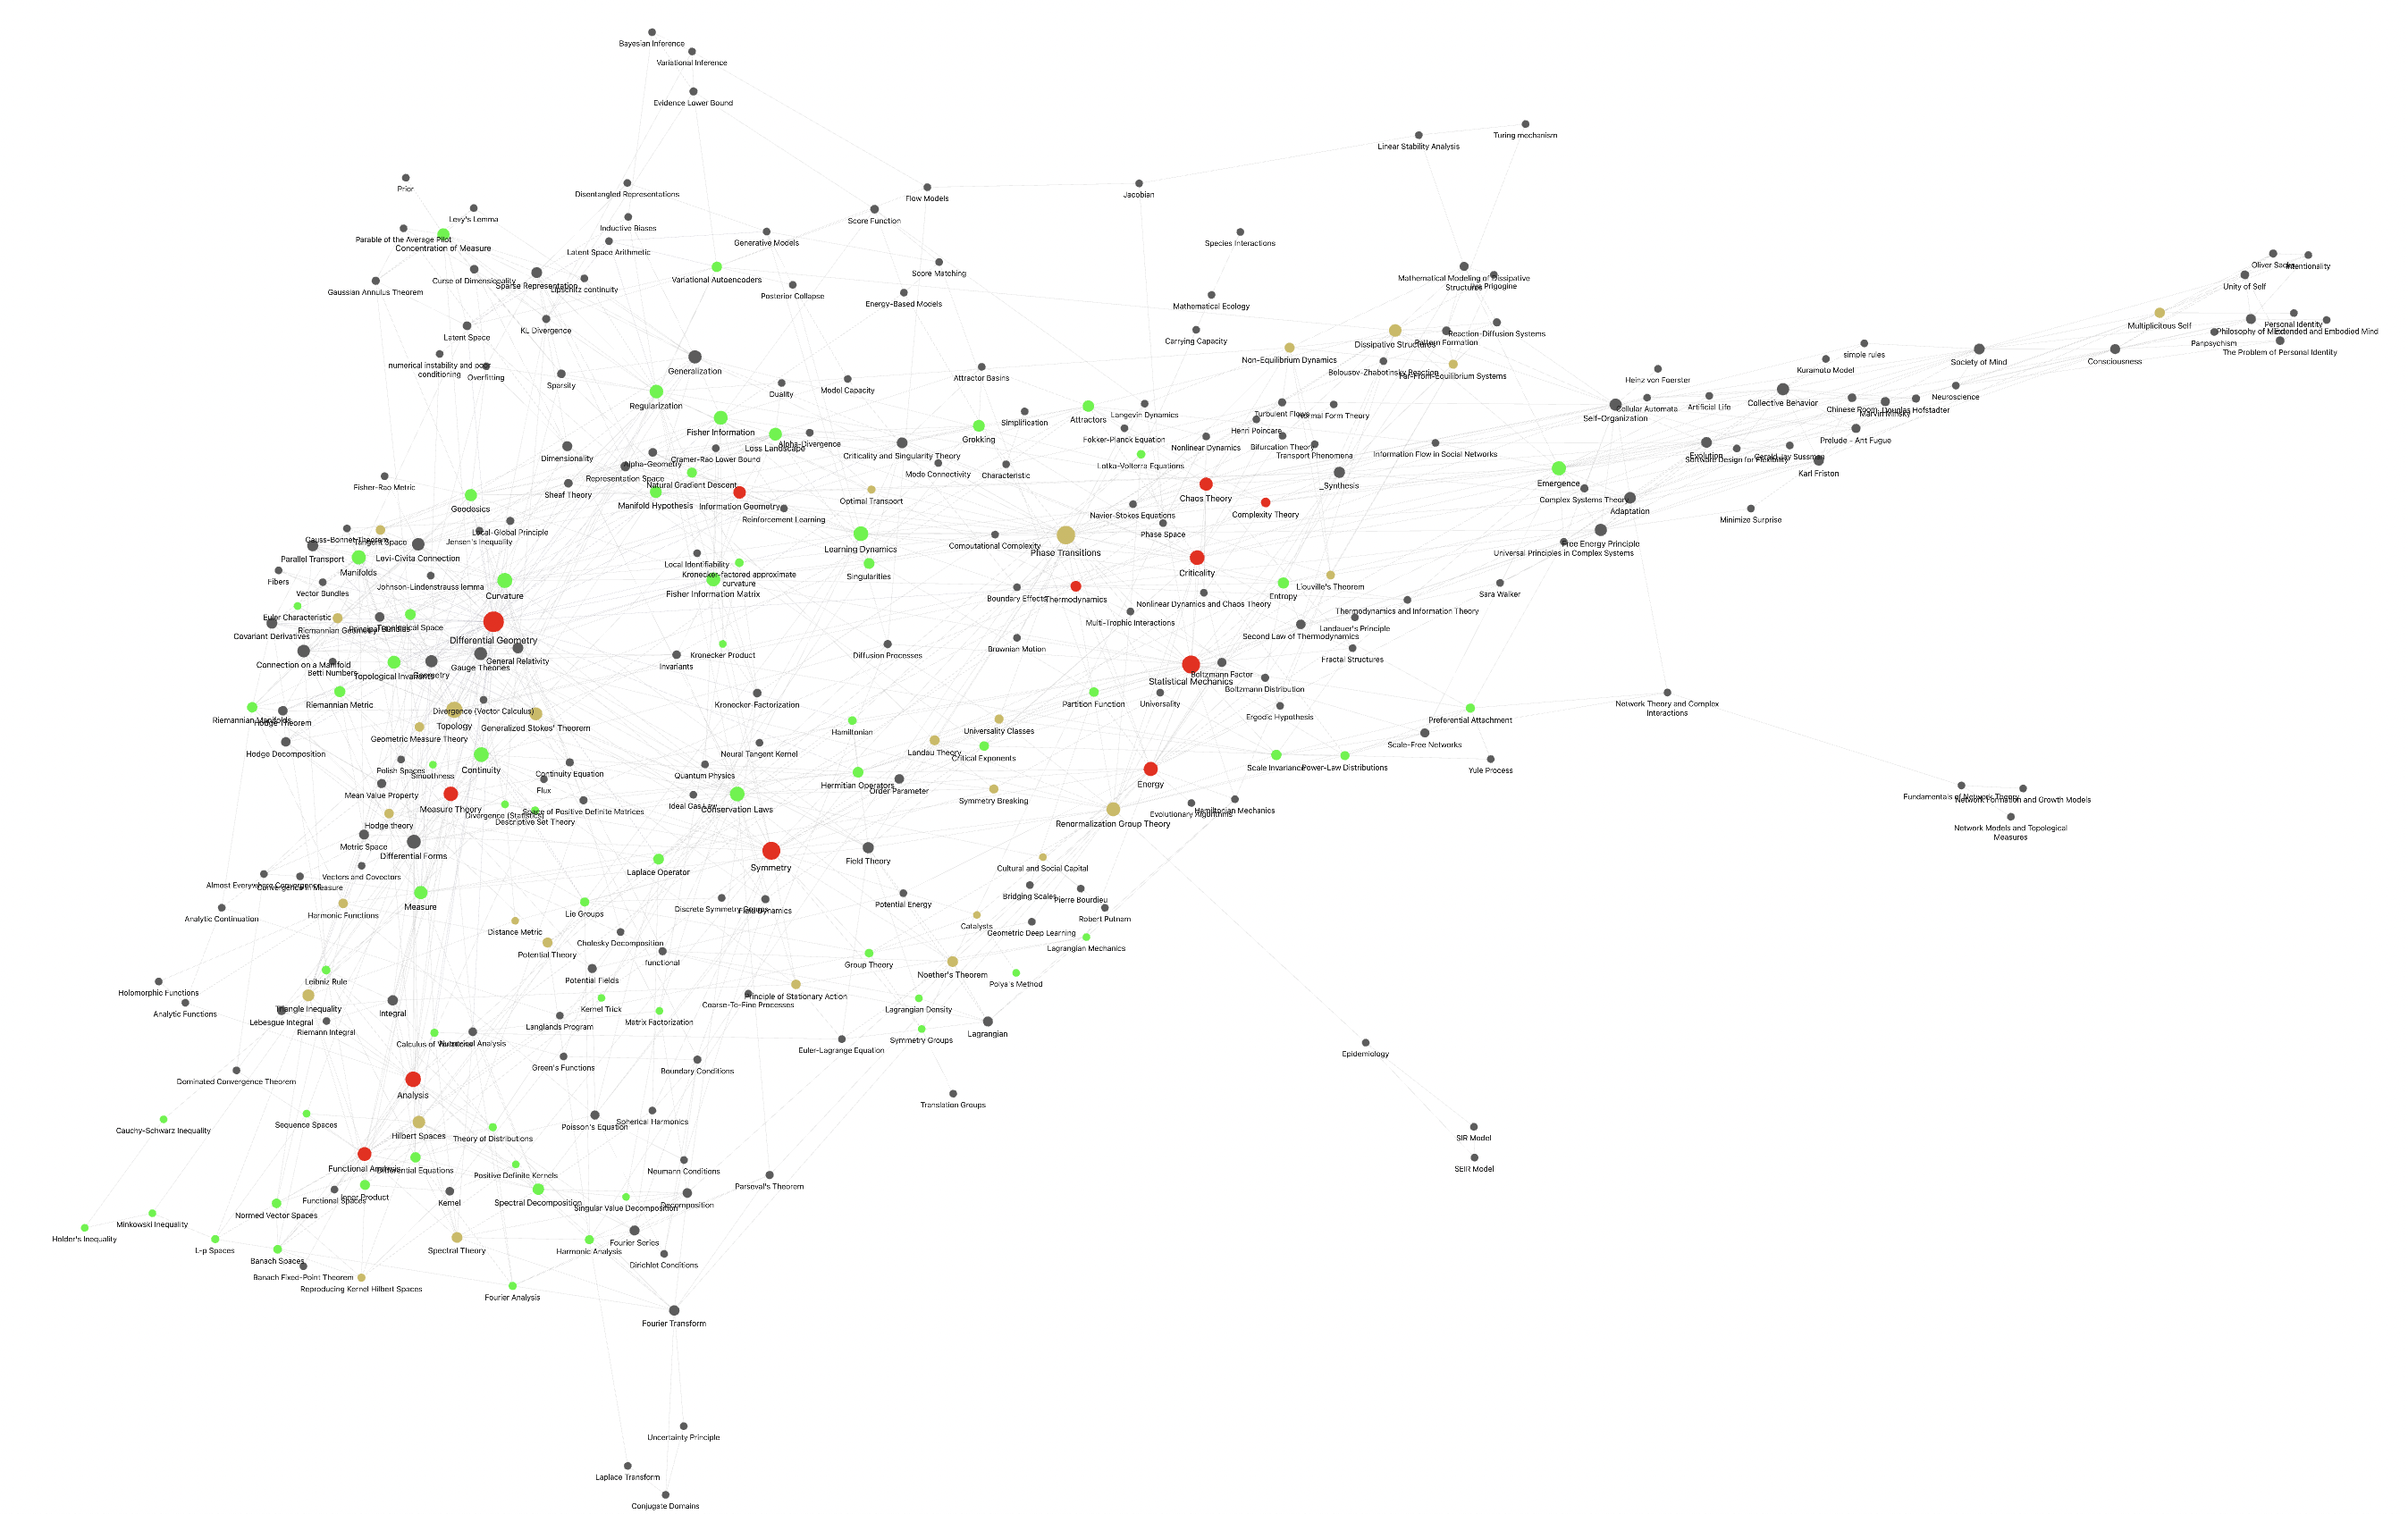 Bayesian Inference
Variational Inference
Evidence Lower Bound
Turing mechanism
Linear Stability Analysis
Prior
Disentangled Representations
Flow Models
Jacobian
Levy's Lemma
Score Function
Inductive Biases
Parable of the Average Pilot
Concentration of Measure
Latent Space Arithmetic
Generative Models
Species Interactions
Score Matching
Oliver Sacks
Intentionality
Curse of Dimensionality
Sparse Representation
Lipschitz continuity
Variational Autoencoders
Mathematical Modeling of Dissipative
Structures
Ilya Prigogine
Unity of Self
Gaussian Annulus Theorem
Posterior Collapse
Energy-Based Models
Mathematical Ecology
Multiplicitous Self
Philosophy of Mind
Personal Identity
Extended and Embodied Mind
Latent Space
KL Divergence
Carrying Capacity
Dissipative Structures
Reaction-Diffusion Systems
Pattern Formation
Panpsychism
The Problem of Personal Identity
numerical instability and poor
conditioning
Overfitting
Generalization
Non-Equilibrium Dynamics
Belousov-Zhabotinsky Reaction
Far-From-Equilibrium Systems
simple rules
Kuramoto Model
Society of Mind
Consciousness
Sparsity
Duality
Model Capacity
Attractor Basins
Heinz von Foerster
Regularization
Fisher Information
Simplification
Attractors
Langevin Dynamics
Turbulent Flows
Normal Form Theory
Self-Organization
Cellular Automata
Artificial Life
Collective Behavior
Chinese Room
Marvin Minsky
Douglas Hofstadter
Neuroscience
Loss Landscape
Alpha-Divergence
Grokking
Fokker-Planck Equation
Henri Poincare
Nonlinear Dynamics
Bifurcation Theory
Transport Phenomena
Information Flow in Social Networks
Prelude - Ant Fugue
Dimensionality
Alpha-Geometry
Representation Space
Cramer-Rao Lower Bound
Criticality and Singularity Theory
Mode Connectivity
Characteristic
Lotka-Volterra Equations
Evolution
Software Design for Flexibility
Gerald Jay Sussman
Karl Friston
Fisher-Rao Metric
Sheaf Theory
Natural Gradient Descent
Manifold Hypothesis
Information Geometry
Optimal Transport
Chaos Theory
_Synthesis
Emergence
Complex Systems Theory
Adaptation
Geodesics
Reinforcement Learning
Navier-Stokes Equations
Complexity Theory
Minimize Surprise
Gauss-Bonnet Theorem
Tangent Space
Local-Global Principle
Jensen's Inequality
Learning Dynamics
Computational Complexity
Phase Transitions
Phase Space
Free Energy Principle
Universal Principles in Complex Systems
Parallel Transport
Manifolds
Levi-Civita Connection
Local Identifiability
Kronecker-factored approximate
curvature
Singularities
Criticality
Fibers
Vector Bundles
Johnson-Lindenstrauss lemma
Curvature
Fisher Information Matrix
Boundary Effects
Thermodynamics
Nonlinear Dynamics and Chaos Theory
Entropy
Liouville's Theorem
Sara Walker
Euler Characteristic
Riemannian Geometry
Principal Bundles
Topological Space
Multi-Trophic Interactions
Thermodynamics and Information Theory
Landauer's Principle
Covariant Derivatives
Differential Geometry
Second Law of Thermodynamics
Connection on a Manifold
Betti Numbers
Topological Invariants
Geometry
Gauge Theories
General Relativity
Invariants
Kronecker Product
Diffusion Processes
Brownian Motion
Fractal Structures
Statistical Mechanics
Boltzmann Factor
Boltzmann Distribution
Riemannian Metric
Kronecker-Factorization
Partition Function
Universality
Network Theory and Complex
Interactions
Riemannian Manifolds
Hodge Theorem
Divergence (Vector Calculus)
Topology
Generalized Stokes' Theorem
Hamiltonian
Universality Classes
Ergodic Hypothesis
Preferential Attachment
Hodge Decomposition
Geometric Measure Theory
Neural Tangent Kernel
Landau Theory
Critical Exponents
Scale-Free Networks
Polish Spaces
Smoothness
Continuity
Continuity Equation
Quantum Physics
Hermitian Operators
Order Parameter
Energy
Scale Invariance
Power-Law Distributions
Yule Process
Mean Value Property
Flux
Measure Theory
Divergence (Statistics)
Space of Positive Definite Matrices
Descriptive Set Theory
Ideal Gas Law
Conservation Laws
Symmetry Breaking
Renormalization Group Theory
Evolutionary Algorithms
Hamiltonian Mechanics
Fundamentals of Network Theory
Network Formation and Growth Models
Network Models and Topological
Measures
Hodge theory
Metric Space
Differential Forms
Symmetry
Field Theory
Vectors and Covectors
Laplace Operator
Cultural and Social Capital
Almost Everywhere Convergence
Convergence in Measure
Bridging Scales
Pierre Bourdieu
Analytic Continuation
Harmonic Functions
Measure
Lie Groups
Discrete Symmetry Groups
Field Dynamics
Potential Energy
Robert Putnam
Distance Metric
Catalysts
Geometric Deep Learning
Cholesky Decomposition
Potential Theory
functional
Group Theory
Lagrangian Mechanics
Holomorphic Functions
Leibniz Rule
Potential Fields
Noether's Theorem
Polya's Method
Analytic Functions
Triangle Inequality
Integral
Kernel Trick
Coarse-To-Fine Processes
Principle of Stationary Action
Lagrangian Density
Lebesgue Integral
Riemann Integral
Langlands Program
Matrix Factorization
Calculus of Variations
Numerical Analysis
Euler-Lagrange Equation
Symmetry Groups
Lagrangian
Epidemiology
Dominated Convergence Theorem
Green's Functions
Boundary Conditions
Analysis
Translation Groups
Cauchy-Schwarz Inequality
Sequence Spaces
Hilbert Spaces
Theory of Distributions
Poisson's Equation
Spherical Harmonics
SIR Model
Functional Analysis
Differential Equations
Positive Definite Kernels
Neumann Conditions
Parseval's Theorem
SEIR Model
Functional Spaces
Inner Product
Kernel
Spectral Decomposition
Singular Value Decomposition
Decomposition
Normed Vector Spaces
Minkowski Inequality
Holder's Inequality
L-p Spaces
Banach Spaces
Spectral Theory
Harmonic Analysis
Fourier Series
Dirichlet Conditions
Banach Fixed-Point Theorem
Reproducing Kernel Hilbert Spaces
Fourier Analysis
Fourier Transform
Uncertainty Principle
Laplace Transform
Conjugate Domains